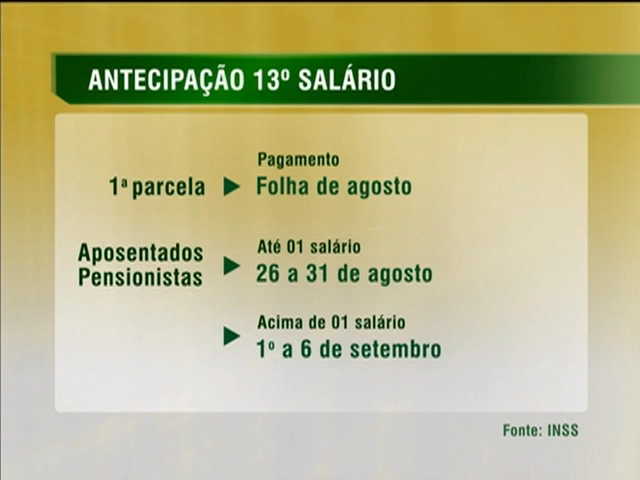 ANTECIPAÇÃO 13º SALÁRIO
Pagamento
1ª parcela ▶ Folha de agosto
Aposentados
Pensionistas
▶ Até 01 salário
26 a 31 de agosto
▶ Acima de 01 salário
1º a 6 de setembro
Fonte: INSS